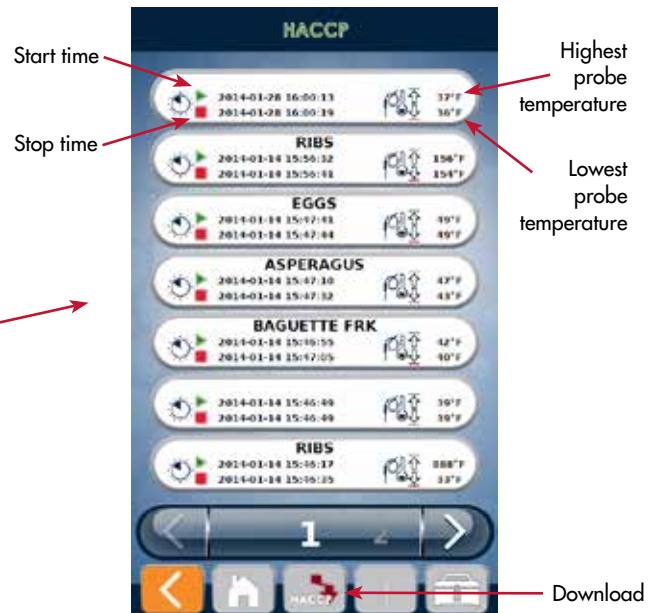 HACCP
Start time
Highest
probe
temperature
2014-01-28 16:00:13 37°F
2014-01-28 16:00:19 36°F
Stop time
Lowest
probe
temperature
RIBS
2014-01-14 15:56:32 156°F
2014-01-14 15:56:41 154°F
EGGS
2014-01-14 15:47:41 49°F
2014-01-14 15:47:44 49°F
ASPERAGUS
2014-01-14 15:47:10 47°F
2014-01-14 15:47:32 43°F
BAGUETTE FRK
2014-01-14 15:46:55 42°F
2014-01-14 15:47:05 40°F
2014-01-14 15:46:49 39°F
2014-01-14 15:46:49 39°F
RIBS
2014-01-14 15:46:17 888°F
2014-01-14 15:46:35 33°F
1 2
HACCP
Download